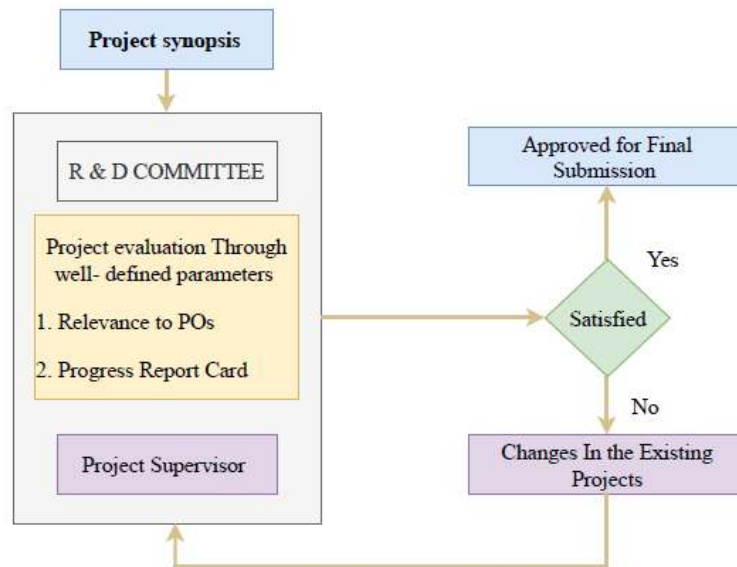 Project synopsis
R & D COMMITTEE
Project evaluation Through
well- defined parameters
1. Relevance to POs
2. Progress Report Card
Project Supervisor
Approved for Final
Submission
Yes
Satisfied
No
Changes In the Existing
Projects